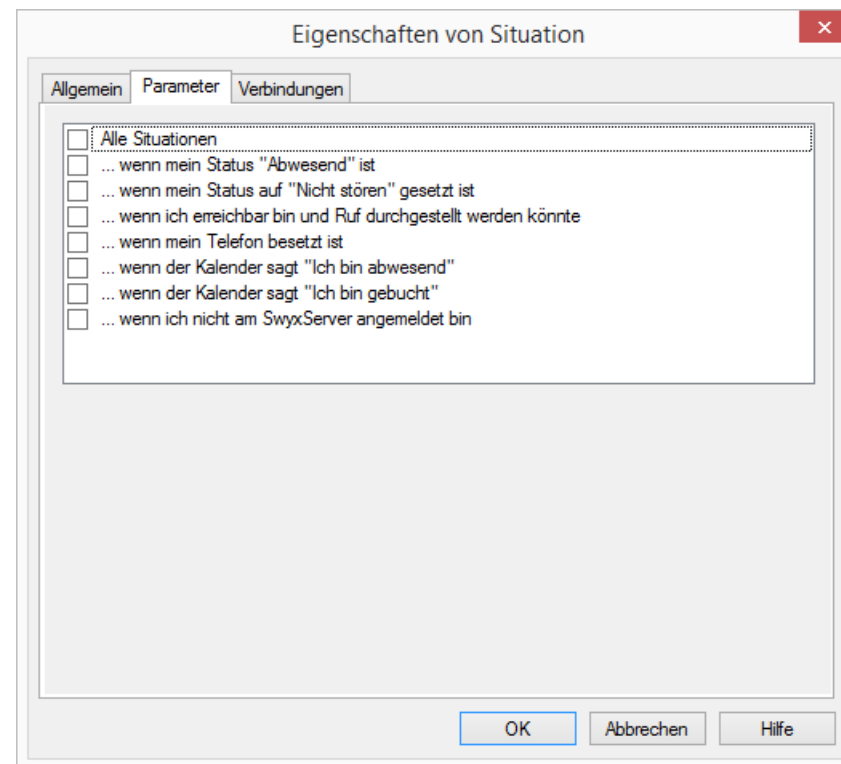 Eigenschaften von Situation
Allgemein Parameter Verbindungen
Alle Situationen
... wenn mein Status "Abwesend" ist
... wenn mein Status auf "Nicht stören" gesetzt ist
... wenn ich erreichbar bin und Ruf durchgestellt werden könnte
... wenn mein Telefon besetzt ist
... wenn der Kalender sagt "Ich bin abwesend"
... wenn der Kalender sagt "Ich bin gebucht"
... wenn ich nicht am SwyxServer angemeldet bin
OK Abbrechen Hilfe